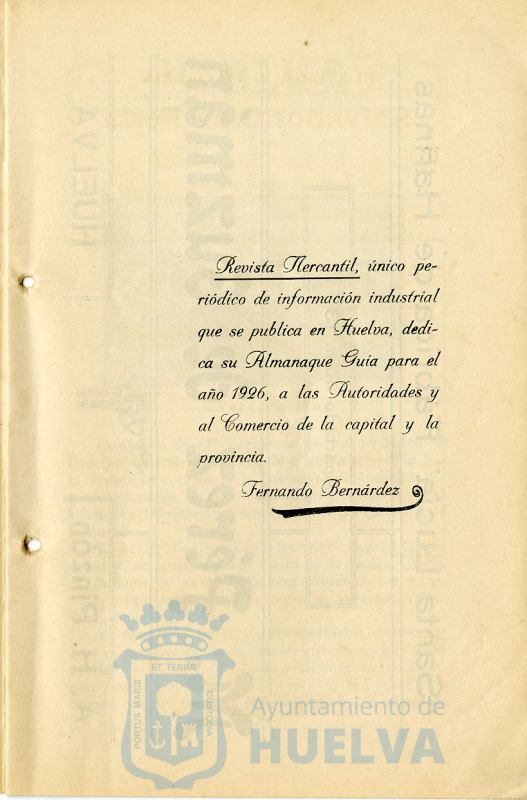 Revista Mercantil, único pe-
riódico de información industrial
que se publica en Huelva, dedi-
ca su Almanaque Guía para el
año 1926, a las Autoridades y
al Comercio de la capital y la
provincia.
Fernando Bernárdez
ET TERRÆ
PORTUS MARIS
CUSTODIA
Ayuntamiento de
HUELVA